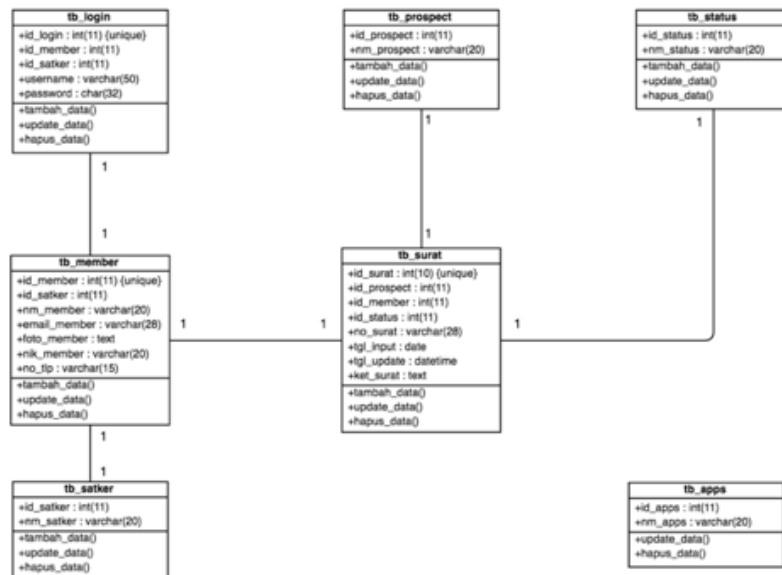 tb_login
+id_login : int(11) {unique}
+id_member : int(11)
+id_satker : int(11)
+username : varchar(50)
+password : char(32)
+tambah_data()
+update_data()
+hapus_data()
tb_prospect
+id_prospect : int(11)
+nm_prospect : varchar(20)
+tambah_data()
+update_data()
+hapus_data()
tb_status
+id_status : int(11)
+nm_status : varchar(20)
+tambah_data()
+update_data()
+hapus_data()
1
1
1
1
1
tb_member
+id_member : int(11) {unique}
+id_satker : int(11)
+nm_member : varchar(20)
+email_member : varchar(28)
+foto_member : text
+nik_member : varchar(20)
+no_tlp : varchar(15)
+tambah_data()
+update_data()
+hapus_data()
1
1
tb_surat
+id_surat : int(10) {unique}
+id_prospect : int(11)
+id_member : int(11)
+id_status : int(11)
+no_surat : varchar(28)
+tgl_input : date
+tgl_update : datetime
+ket_surat : text
+tambah_data()
+update_data()
+hapus_data()
1
1
1
tb_satker
+id_satker : int(11)
+nm_satker : varchar(20)
+tambah_data()
+update_data()
+hapus_data()
tb_apps
+id_apps : int(11)
+nm_apps : varchar(20)
+update_data()
+hapus_data()